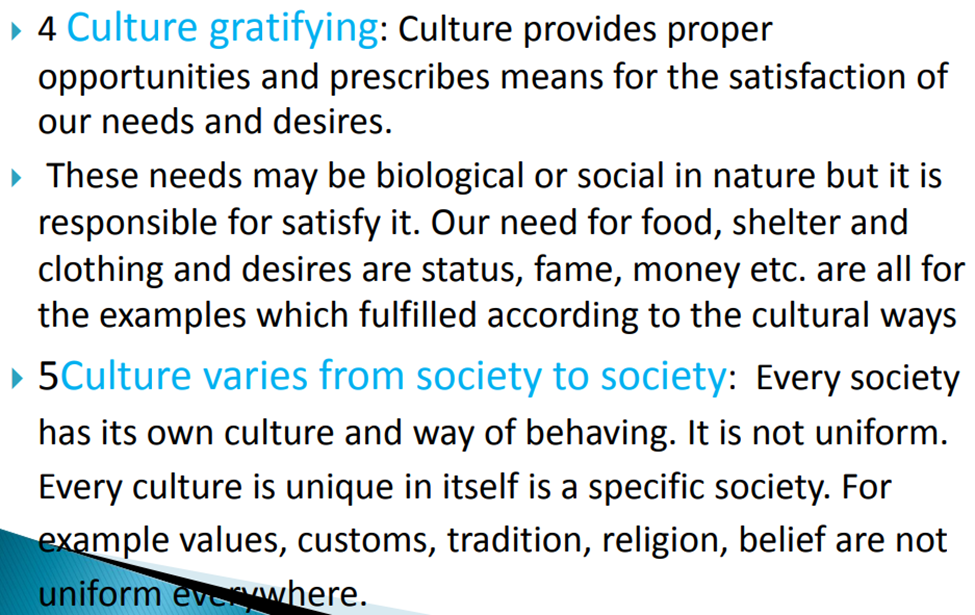 4 Culture gratifying: Culture provides proper
opportunities and prescribes means for the satisfaction of
our needs and desires.
These needs may be biological or social in nature but it is
responsible for satisfy it. Our need for food, shelter and
clothing and desires are status, fame, money etc. are all for
the examples which fulfilled according to the cultural ways
5Culture varies from society to society: Every society
has its own culture and way of behaving. It is not uniform.
Every culture is unique in itself is a specific society. For
example values, customs, tradition, religion, belief are not
uniform everywhere.